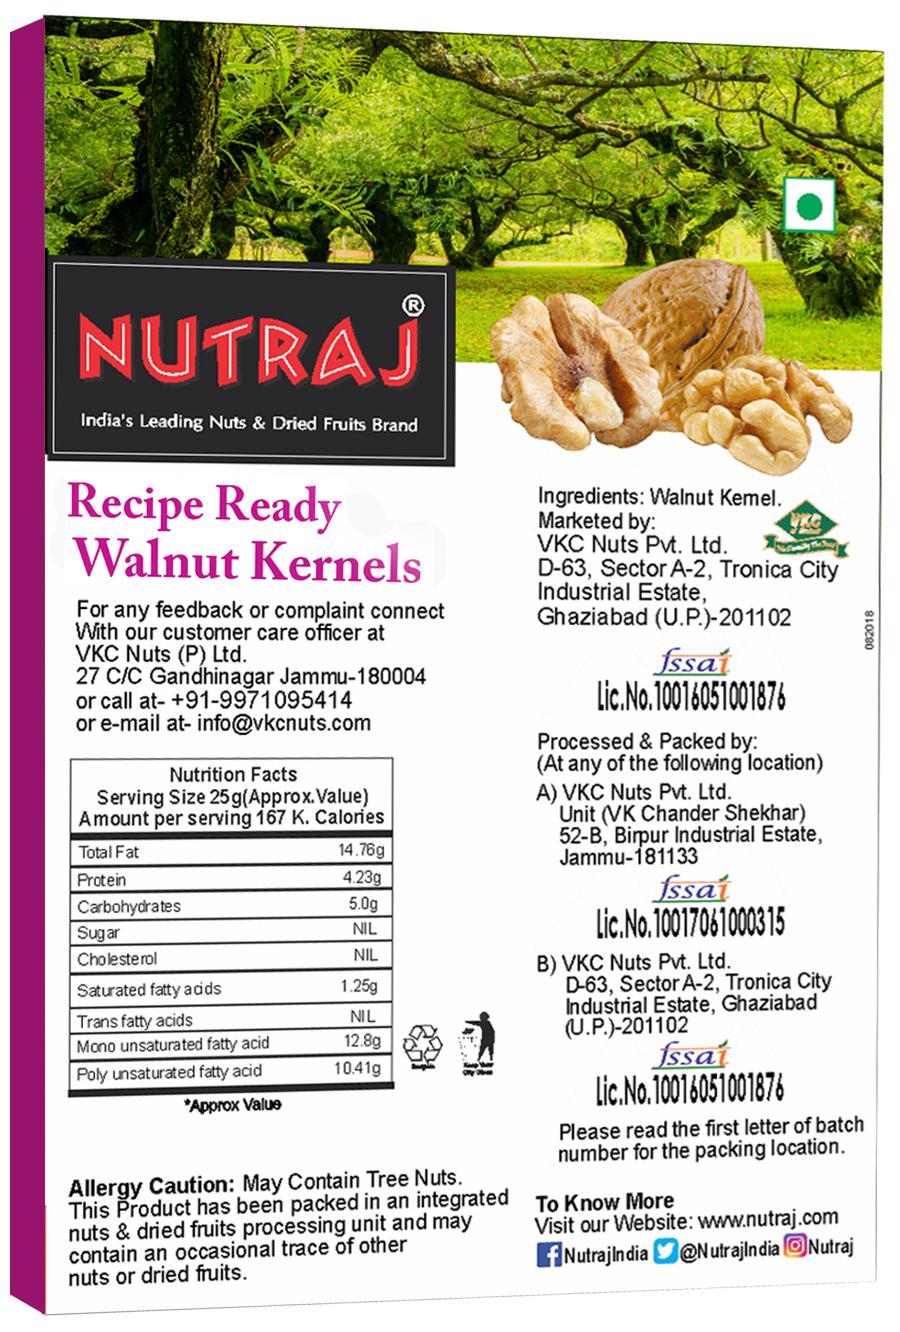 NUTRAJ®
India's Leading Nuts & Dried Fruits Brand
Recipe Ready
Walnut Kernels
For any feedback or complaint connect
With our customer care officer at
VKC Nuts (P) Ltd.
27 C/C Gandhinagar Jammu-180004
or call at- +91-9971095414
or e-mail at- info@vkcnuts.com
Nutrition Facts
Serving Size 25g(Approx.Value)
Amount per serving 167 K. Calories
Total Fat 14.76g
Protein 4.23g
Carbohydrates 5.0g
Sugar NIL
Cholesterol NIL
Saturated fatty acids 1.25g
Trans fatty acids NIL
Mono unsaturated fatty acid 12.8g
Poly unsaturated fatty acid 10.41g
*Approx Value
Allergy Caution: May Contain Tree Nuts.
This Product has been packed in an integrated
nuts & dried fruits processing unit and may
contain an occasional trace of other
nuts or dried fruits.
Ingredients: Walnut Kernel.
Marketed by:
VKC
VKC Nuts Pvt. Ltd.
D-63, Sector A-2, Tronica City
Industrial Estate,
Ghaziabad (U.P.)-201102
082018
fssai
Lic.No.10016051001876
Processed & Packed by:
(At any of the following location)
A) VKC Nuts Pvt. Ltd.
Unit (VK Chander Shekhar)
52-B, Birpur Industrial Estate,
Jammu-181133
fssai
Lic.No.10017061000315
B) VKC Nuts Pvt. Ltd.
D-63, Sector A-2, Tronica City
Industrial Estate, Ghaziabad
(U.P.)-201102
fssai
Lic.No.10016051001876
Please read the first letter of batch
number for the packing location.
To Know More
Visit our Website: www.nutraj.com
NutrajIndia @NutrajIndia Nutraj